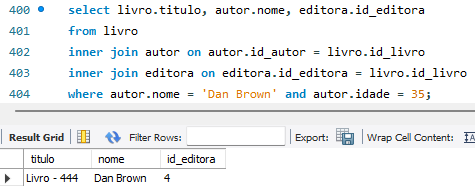 400 select livro.titulo, autor.nome, editora.id_editora
401 from livro
402 inner join autor on autor.id_autor = livro.id_livro
403 inner join editora on editora.id_editora = livro.id_livro
404 where autor.nome = 'Dan Brown' and autor.idade = 35;
Result Grid Filter Rows: Export: Wrap Cell Content:
titulo nome id_editora
Livro - 444 Dan Brown 4